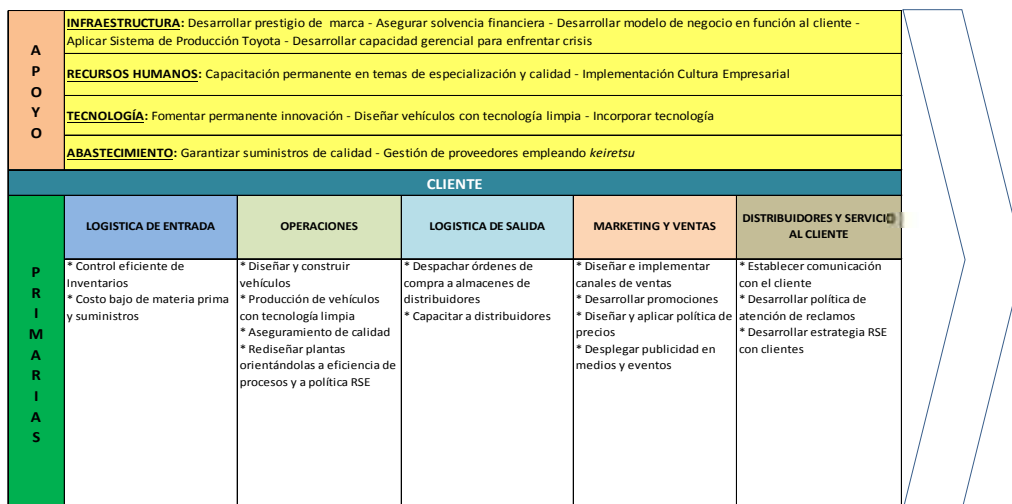 APOYO
INFRAESTRUCTURA: Desarrollar prestigio de marca - Asegurar solvencia financiera - Desarrollar modelo de negocio en función al cliente -
Aplicar Sistema de Producción Toyota - Desarrollar capacidad gerencial para enfrentar crisis
RECURSOS HUMANOS: Capacitación permanente en temas de especialización y calidad - Implementación Cultura Empresarial
TECNOLOGÍA: Fomentar permanente innovación - Diseñar vehículos con tecnología limpia - Incorporar tecnología
ABASTECIMIENTO: Garantizar suministros de calidad - Gestión de proveedores empleando keiretsu
CLIENTE
PRIMARIAS
LOGISTICA DE ENTRADA
* Control eficiente de
Inventarios
* Costo bajo de materia prima
y suministros
OPERACIONES
* Diseñar y construir
vehículos
* Producción de vehículos
con tecnología limpia
* Aseguramiento de calidad
* Rediseñar plantas
orientándolas a eficiencia de
procesos y a política RSE
LOGISTICA DE SALIDA
* Despachar órdenes de
compra a almacenes de
distribuidores
* Capacitar a distribuidores
MARKETING Y VENTAS
* Diseñar e implementar
canales de ventas
* Desarrollar promociones
* Diseñar y aplicar política de
precios
* Desplegar publicidad en
medios y eventos
DISTRIBUIDORES Y SERVICIO
AL CLIENTE
* Establecer comunicación
con el cliente
* Desarrollar política de
atención de reclamos
* Desarrollar estrategia RSE
con clientes